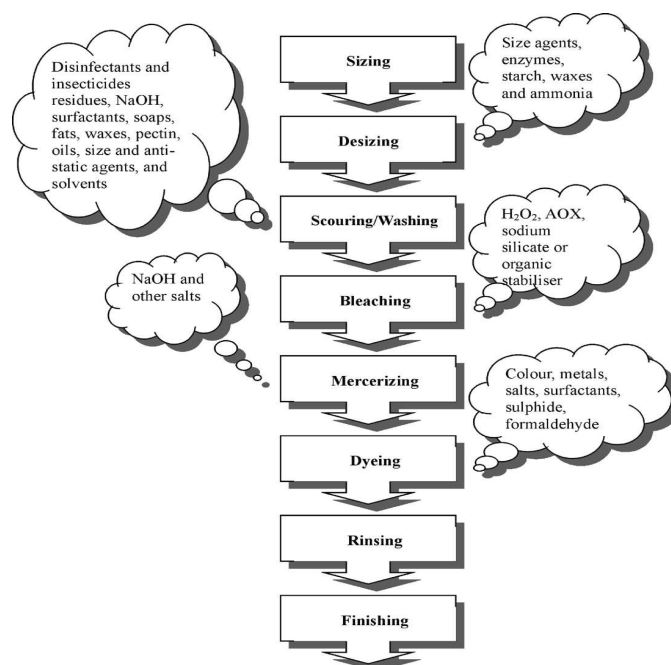 Sizing
Size agents,
enzymes,
starch, waxes
and ammonia
Disinfectants and
insecticides
residues, NaOH,
surfactants, soaps,
fats, waxes, pectin,
oils, size and anti-
static agents, and
solvents
Desizing
Scouring/Washing
H₂O₂, AOX,
sodium
silicate or
organic
stabiliser
Bleaching
NaOH and
other salts
Mercerizing
Colour, metals,
salts, surfactants,
sulphide,
formaldehyde
Dyeing
Rinsing
Finishing